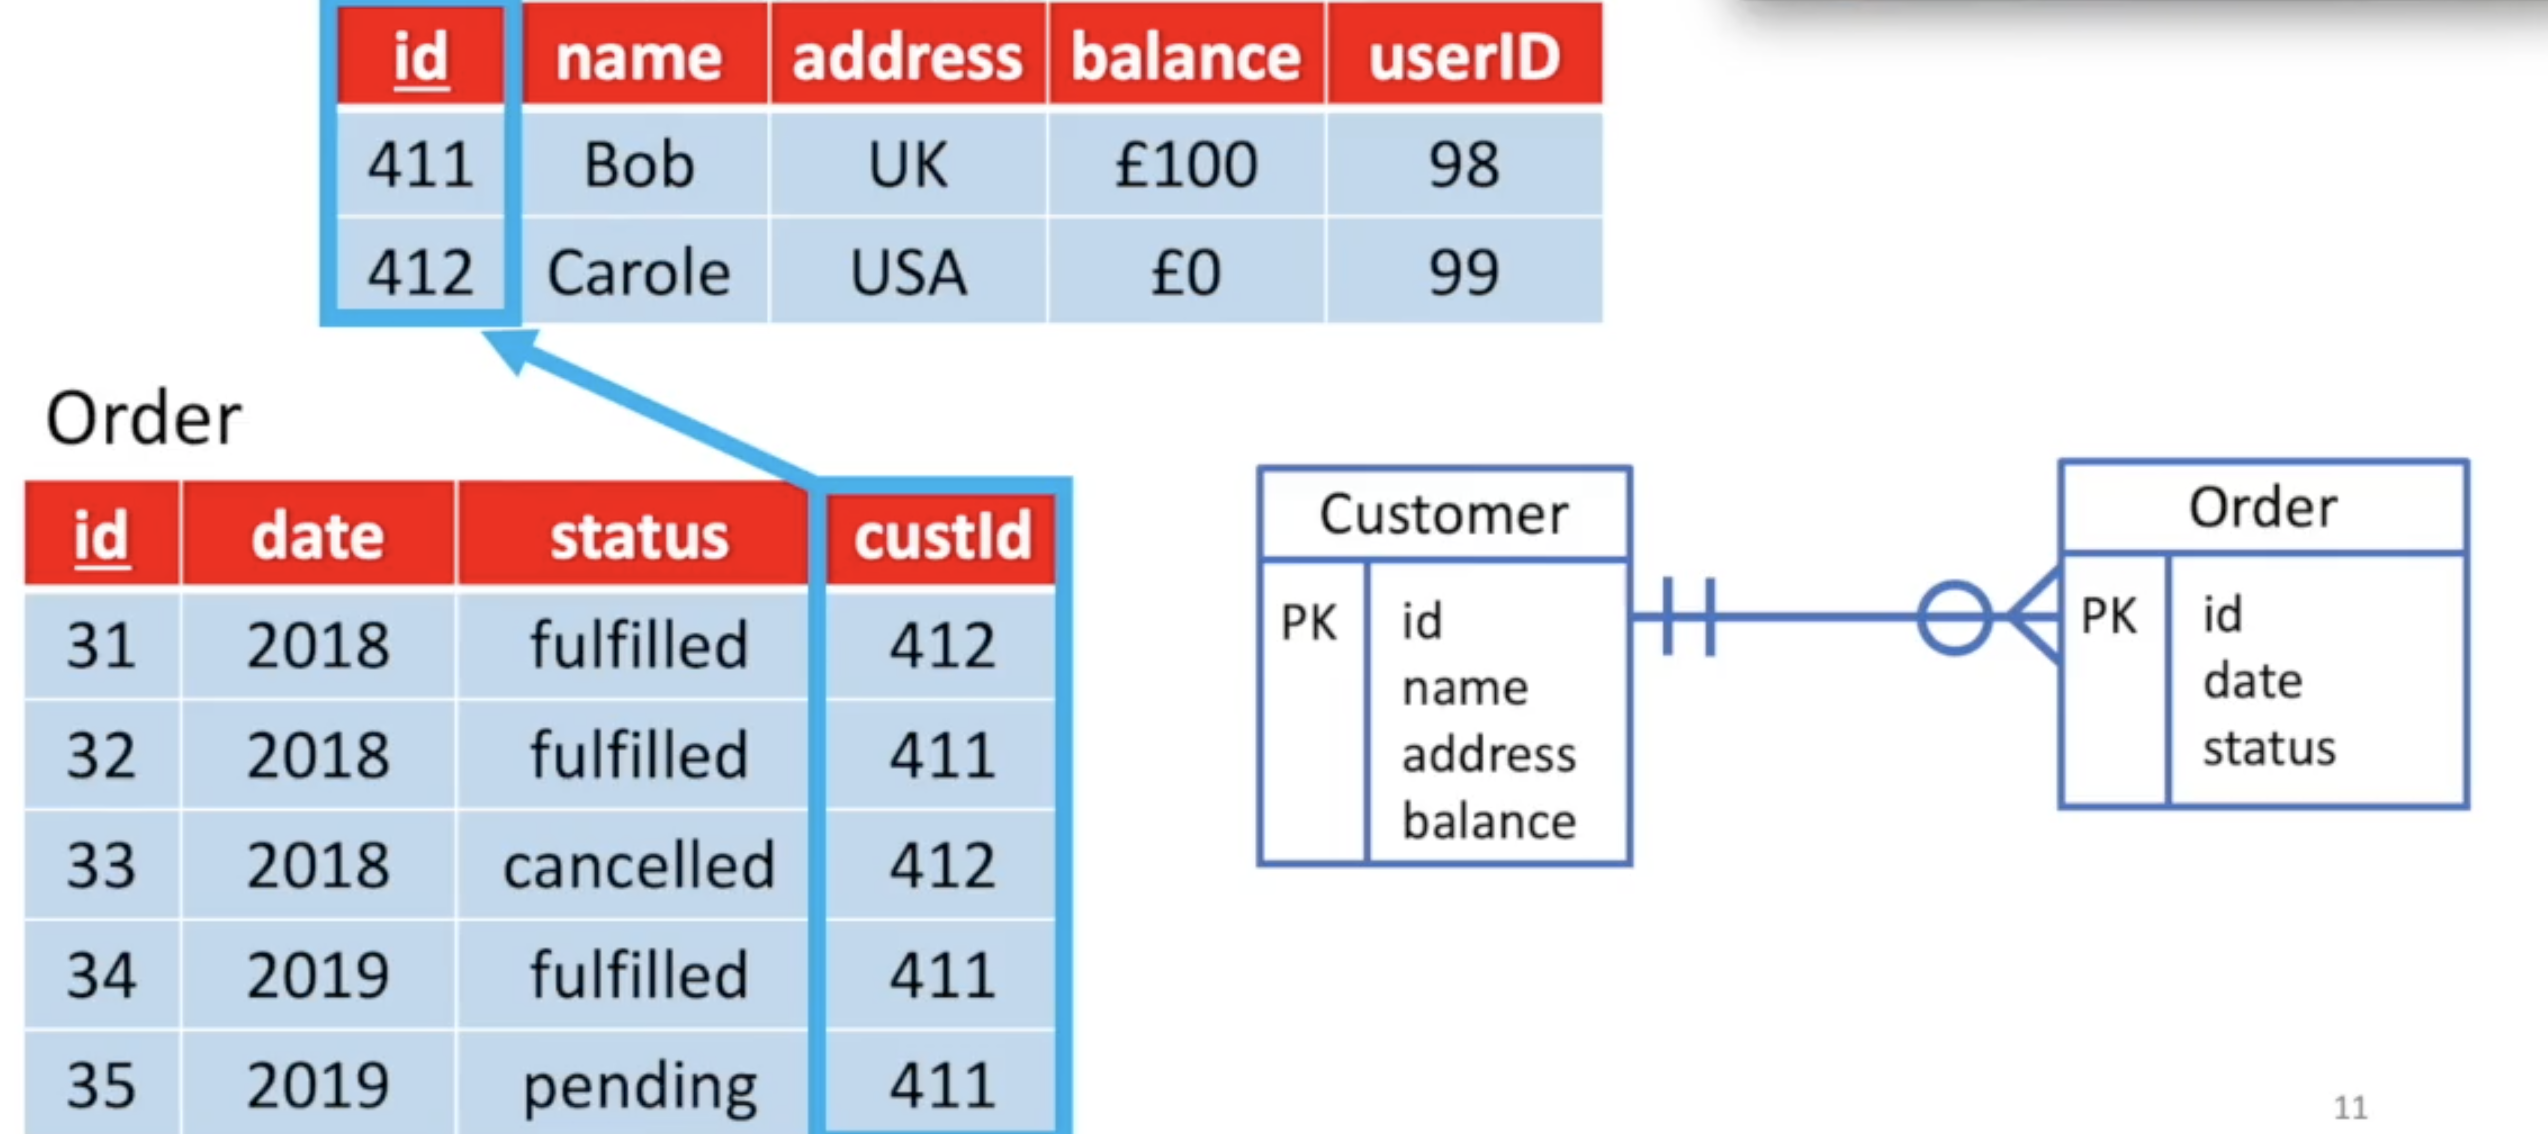 id name address balance userID
411 Bob UK £100 98
412 Carole USA £0 99
Order
id date status custId
31 2018 fulfilled 412
32 2018 fulfilled 411
33 2018 cancelled 412
34 2019 fulfilled 411
35 2019 pending 411
Customer
PK id
name
address
balance
Order
PK id
date
status
11